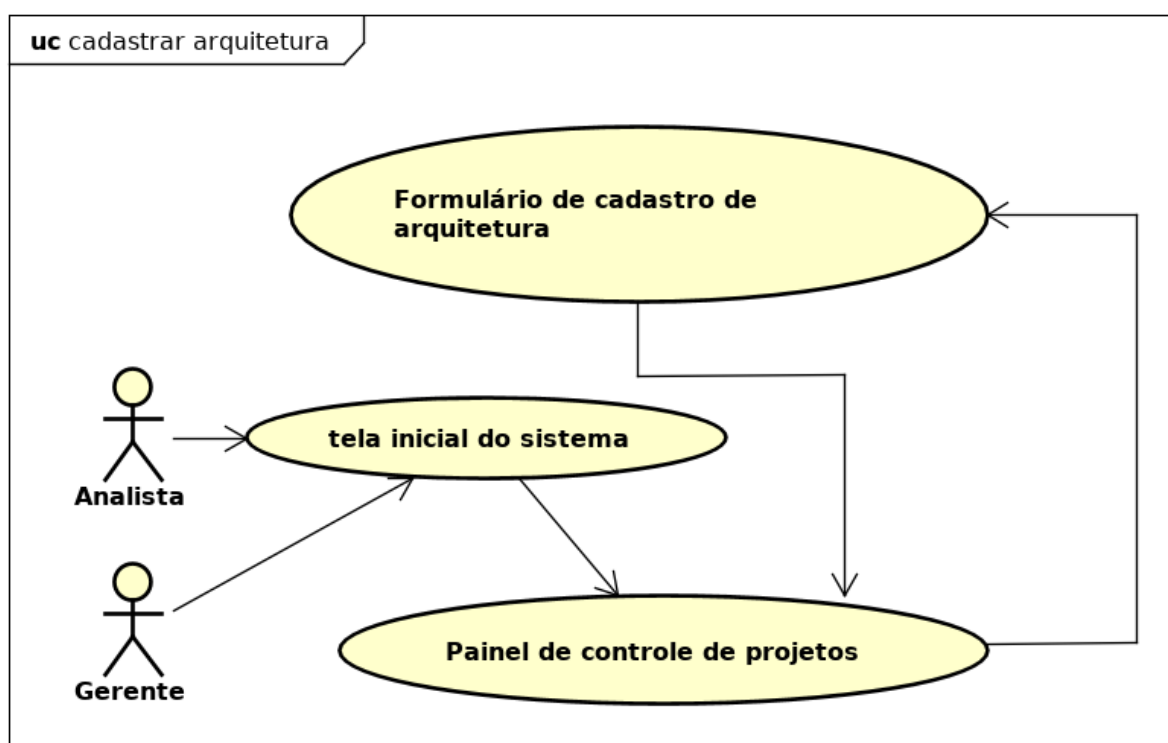 uc cadastrar arquitetura
Formulário de cadastro de
arquitetura
tela inicial do sistema
Analista
Painel de controle de projetos
Gerente